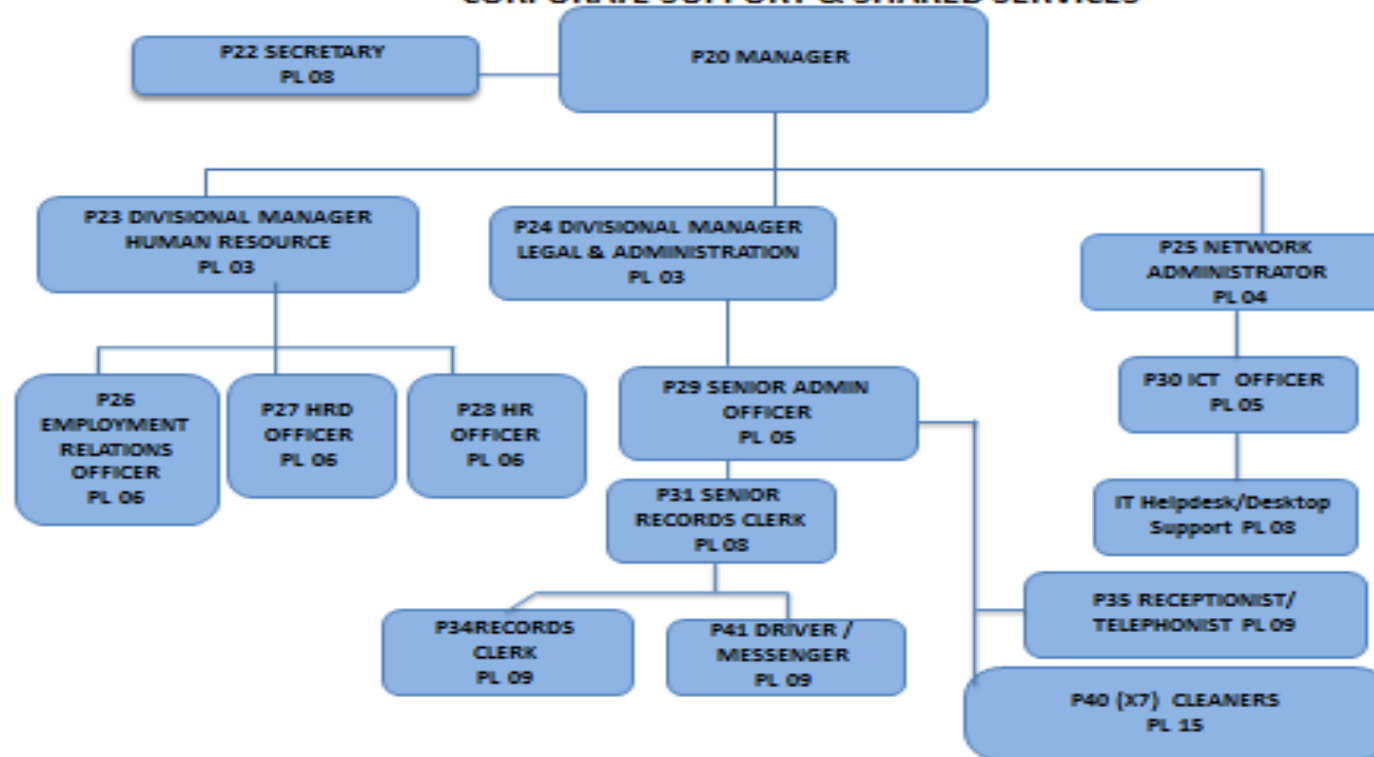 CORPORATE SUPPORT & SHARED SERVICES
P22 SECRETARY
PL 08
P20 MANAGER
P23 DIVISIONAL MANAGER
HUMAN RESOURCE
PL 03
P24 DIVISIONAL MANAGER
LEGAL & ADMINISTRATION
PL 03
P25 NETWORK
ADMINISTRATOR
PL 04
P26
EMPLOYMENT
RELATIONS
OFFICER
PL 06
P27 HRD
OFFICER
PL 06
P28 HR
OFFICER
PL 06
P29 SENIOR ADMIN
OFFICER
PL 05
P30 ICT OFFICER
PL 05
P31 SENIOR
RECORDS CLERK
PL 08
IT Helpdesk/Desktop
Support PL 08
P34RECORDS
CLERK
PL 09
P41 DRIVER /
MESSENGER
PL 09
P35 RECEPTIONIST/
TELEPHONIST PL 09
P40 (X7) CLEANERS
PL 15